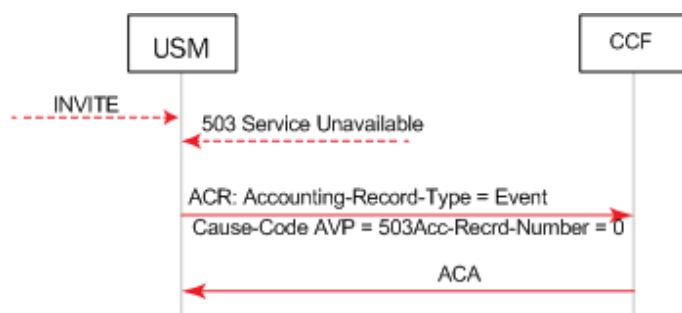 USM
CCF
INVITE
503 Service Unavailable
ACR: Accounting-Record-Type = Event
Cause-Code AVP = 503Acc-Recrd-Number = 0
ACA